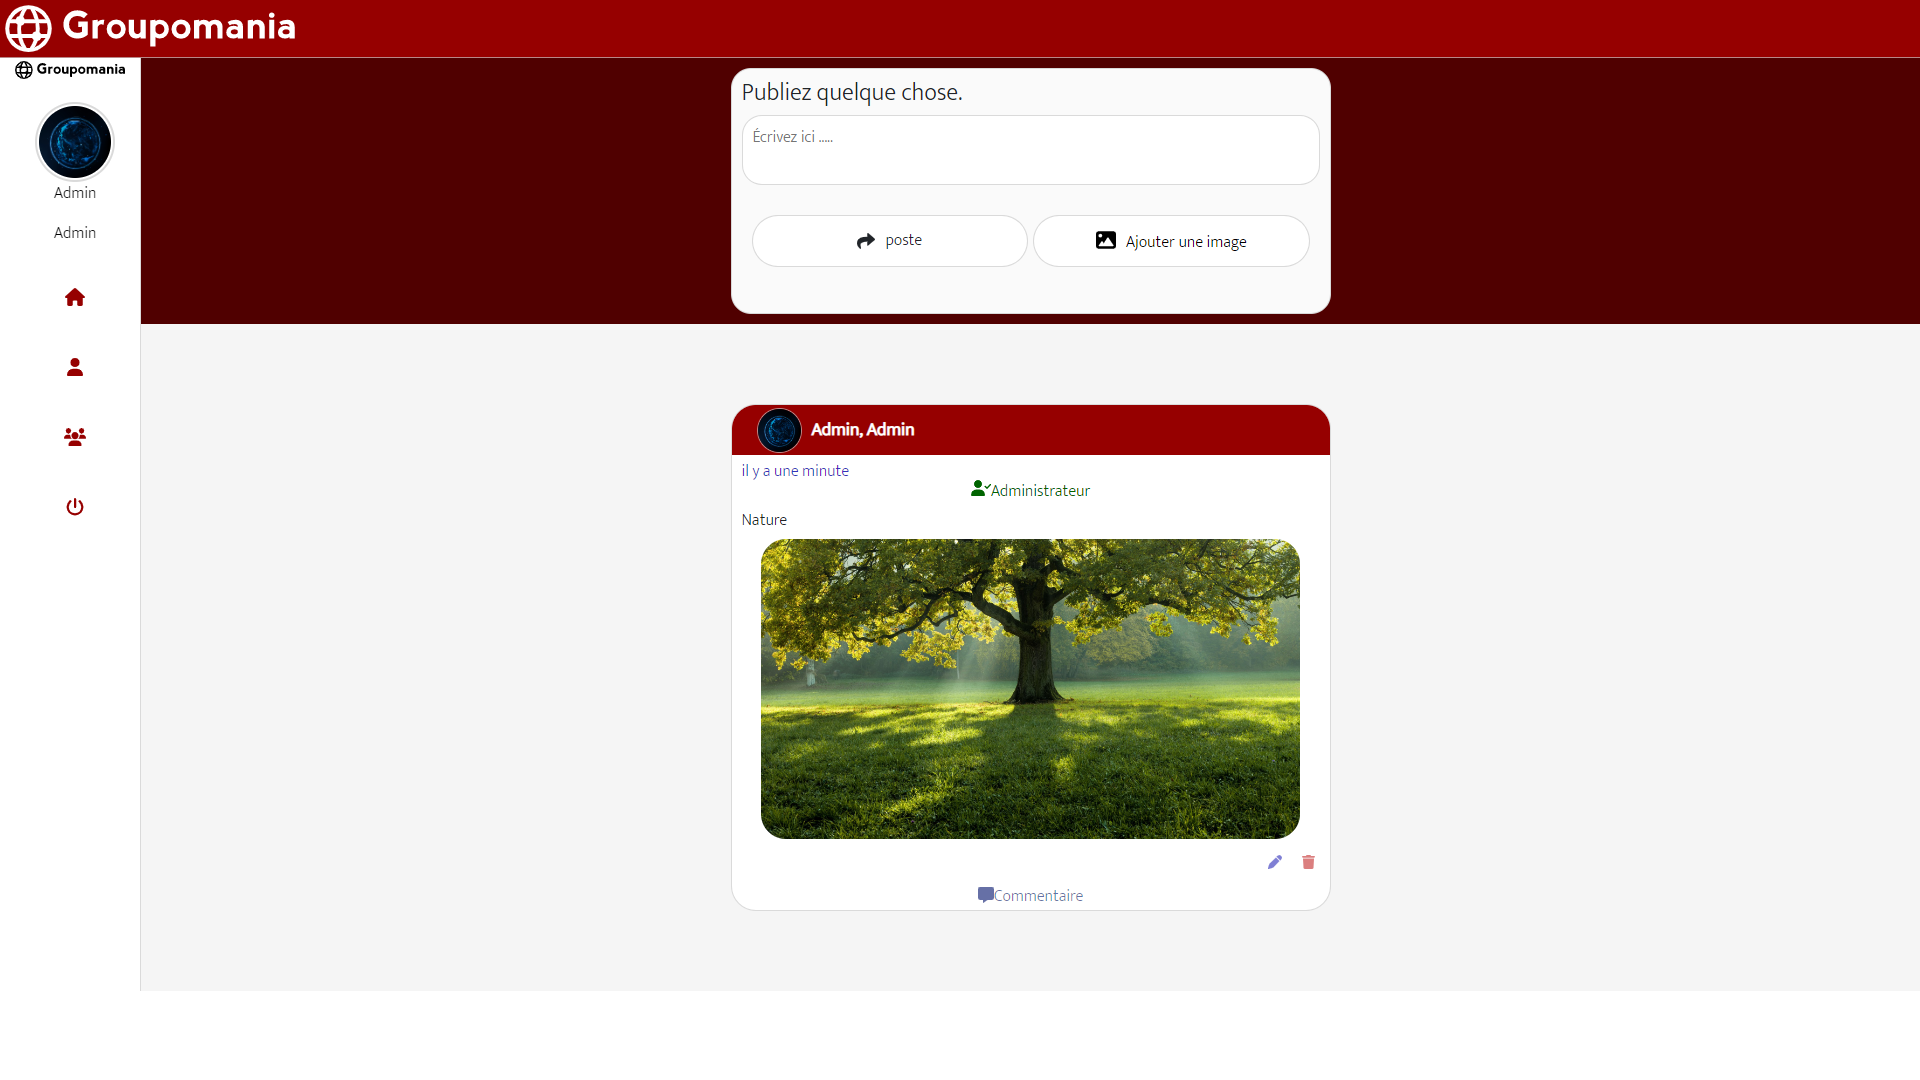 Groupomania
Groupomania
Admin
Admin
Publiez quelque chose.
Écrivez ici .....
poste
Ajouter une image
Admin, Admin
il y a une minute
Administrateur
Nature
Commentaire